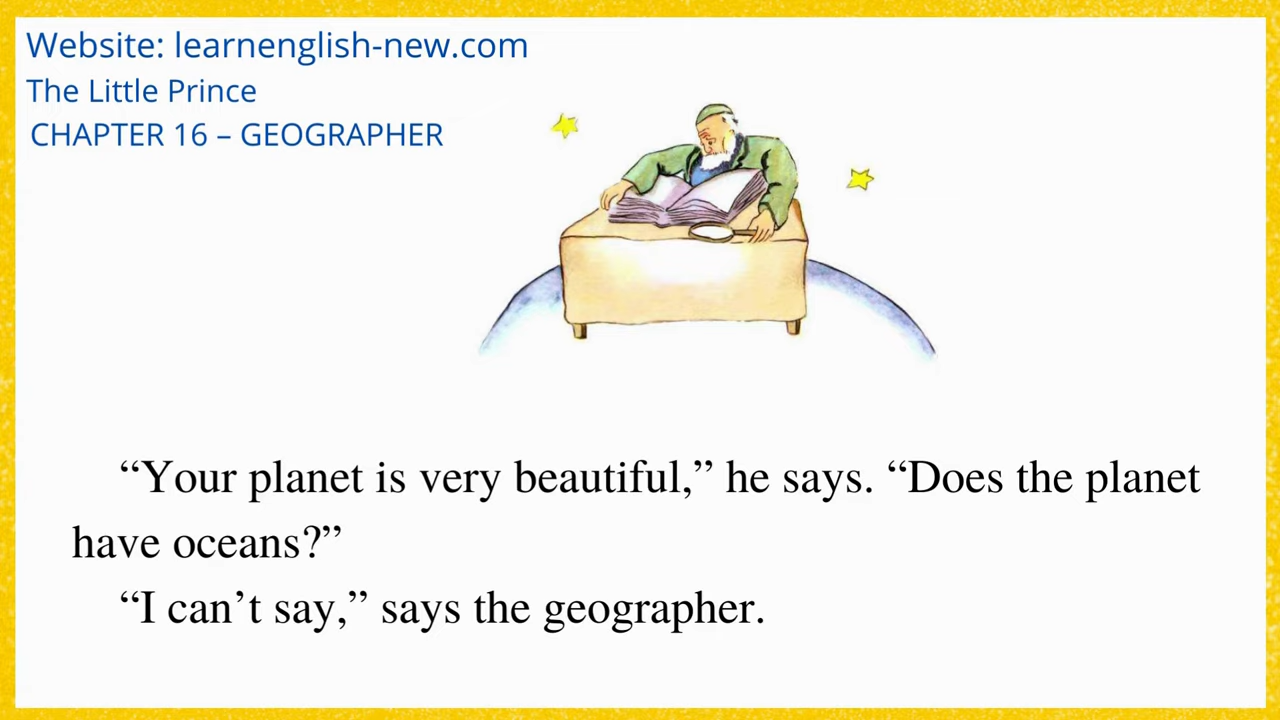 Website: learnenglish-new.com
The Little Prince
CHAPTER 16 – GEOGRAPHER
“Your planet is very beautiful,” he says. “Does the planet
have oceans?”
“I can’t say,” says the geographer.